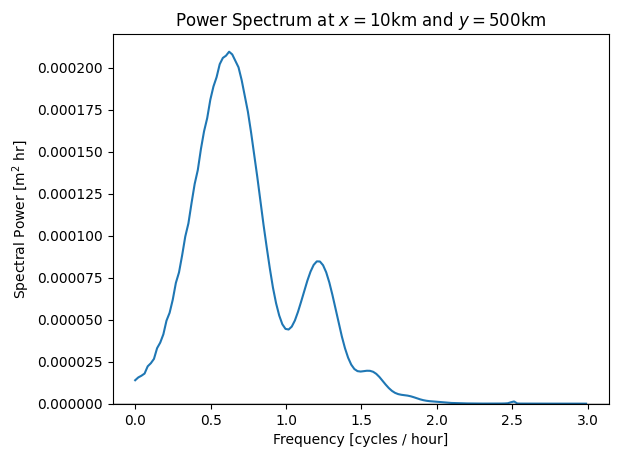 Power Spectrum at x = 10km and y = 500km
0.000200
0.000175
0.000150
0.000125
0.000100
0.000075
0.000050
0.000025
0.000000
Spectral Power [m² hr]
0.0 0.5 1.0 1.5 2.0 2.5 3.0
Frequency [cycles / hour]